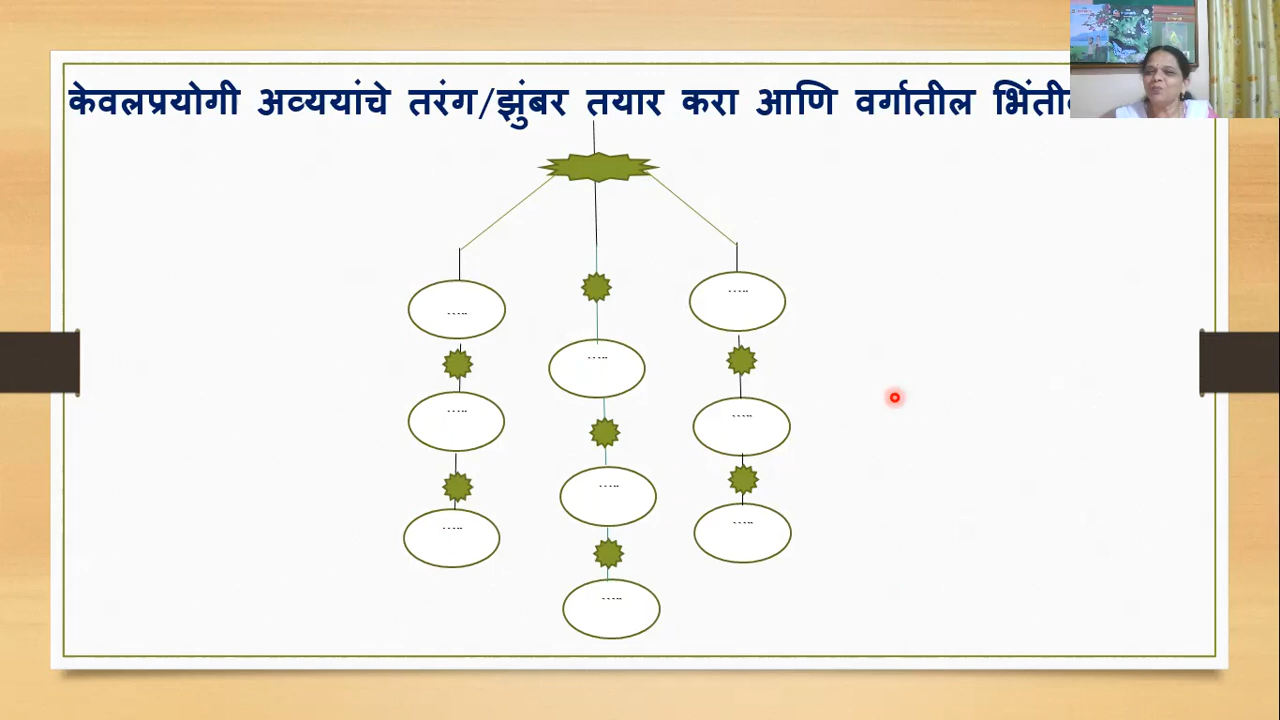 केवलप्रयोगी अव्ययांचे तरंग/झुंबर तयार करा आणि वर्गातील